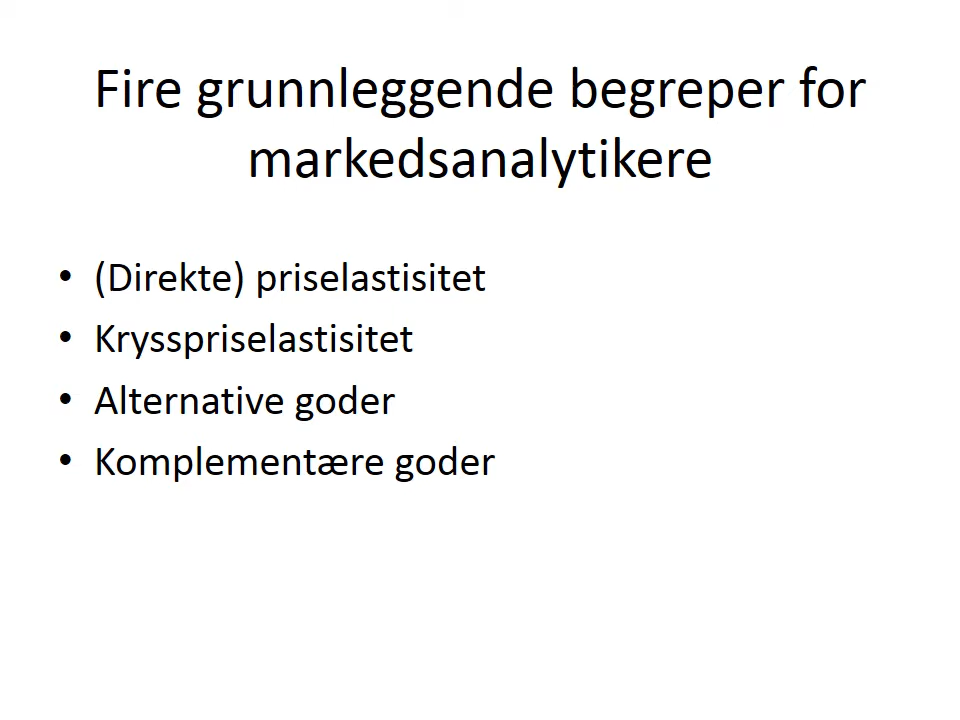 Fire grunnleggende begreper for
markedsanalytikere
• (Direkte) priselastisitet
• Krysspriselastisitet
• Alternative goder
• Komplementære goder